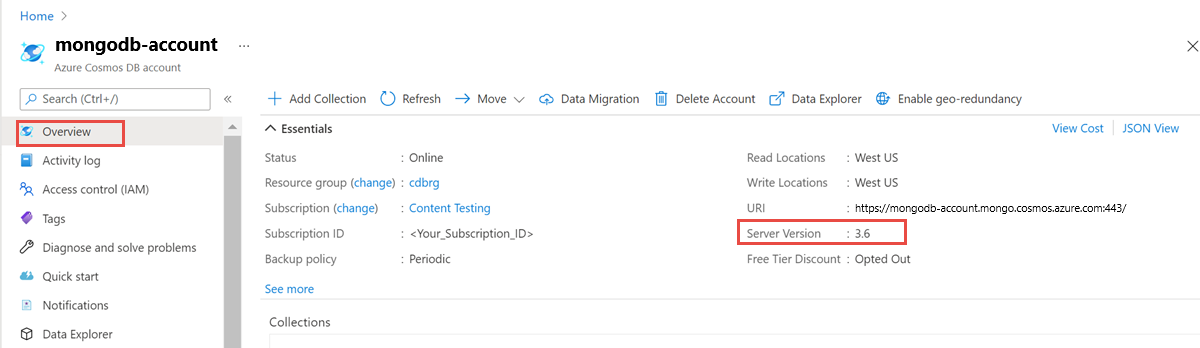 Home >
mongodb-account ...
Azure Cosmos DB account
Search (Ctrl+/) «
Overview
Activity log
Access control (IAM)
Tags
Diagnose and solve problems
Quick start
Notifications
Data Explorer
Add Collection Refresh Move Data Migration Delete Account Data Explorer Enable geo-redundancy
Essentials View Cost JSON View
Status : Online
Resource group (change) : cdbrg
Subscription (change) : Content Testing
Subscription ID : <Your_Subscription_ID>
Backup policy : Periodic
See more
Read Locations : West US
Write Locations : West US
URI : https://mongodb-account.mongo.cosmos.azure.com:443/
Server Version : 3.6
Free Tier Discount : Opted Out
Collections